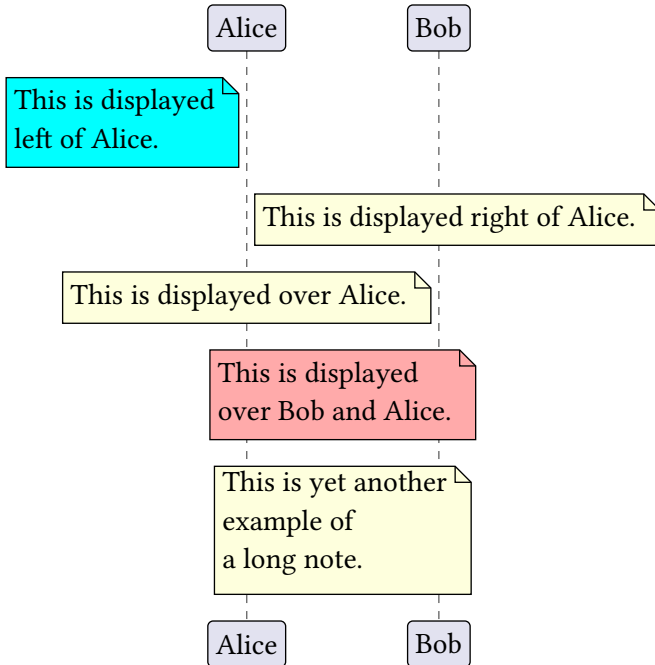 Alice
Bob
This is displayed
left of Alice.
This is displayed right of Alice.
This is displayed over Alice.
This is displayed
over Bob and Alice.
This is yet another
example of
a long note.
Alice
Bob